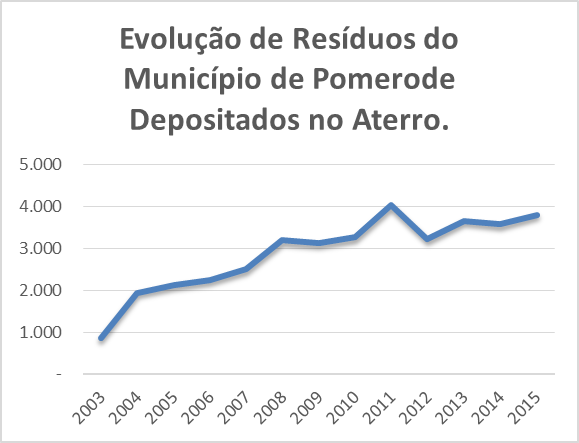 Evolução de Resíduos do
Município de Pomerode
Depositados no Aterro.
5.000
4.000
3.000
2.000
1.000
-
2003 2004 2005 2006 2007 2008 2009 2010 2011 2012 2013 2014 2015